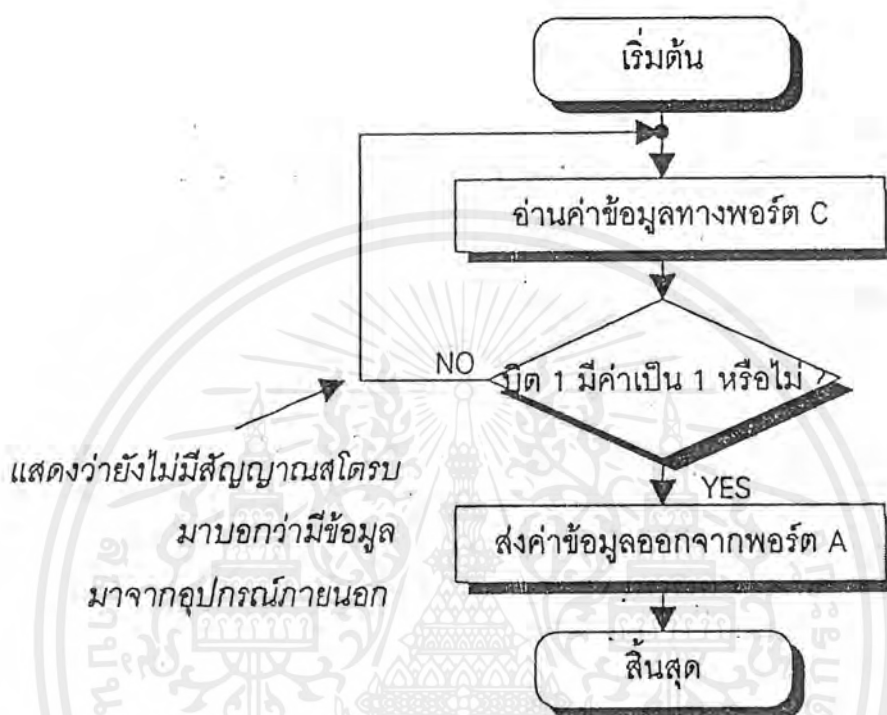 เริ่มต้น
อ่านค่าข้อมูลทางพอร์ต C
NO
บิต 1 มีค่าเป็น 1 หรือไม่ ?
แสดงว่ายังไม่มีสัญญาณสโตรบ
มาบอกว่ามีข้อมูล
มาจากอุปกรณ์ภายนอก
YES
ส่งค่าข้อมูลออกจากพอร์ต A
สิ้นสุด